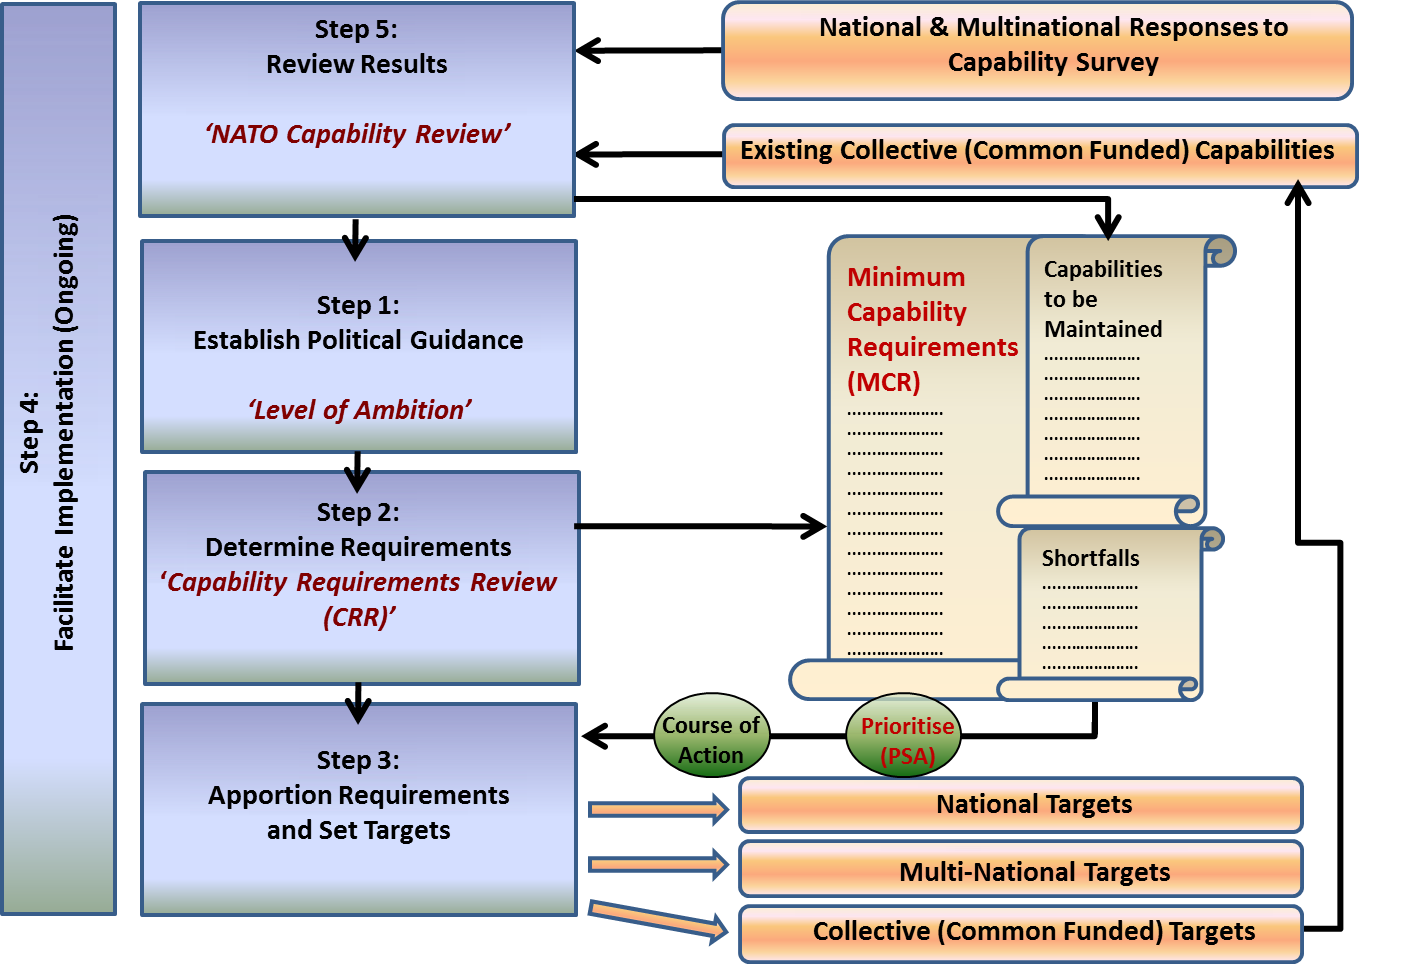 Step 4:
Facilitate Implementation (Ongoing)
Step 5:
Review Results
‘NATO Capability Review’
National & Multinational Responses to
Capability Survey
Existing Collective (Common Funded) Capabilities
Step 1:
Establish Political Guidance
‘Level of Ambition’
Step 2:
Determine Requirements
‘Capability Requirements Review
(CRR)’
Minimum
Capability
Requirements
(MCR)
.....................
.....................
.....................
.....................
.....................
.....................
.....................
.....................
.....................
.....................
.....................
.....................
.....................
Capabilities
to be
Maintained
.....................
.....................
.....................
.....................
.....................
.....................
.....................
Shortfalls
.....................
.....................
.....................
.....................
.....................
Step 3:
Apportion Requirements
and Set Targets
Course of
Action
Prioritise
(PSA)
National Targets
Multi-National Targets
Collective (Common Funded) Targets